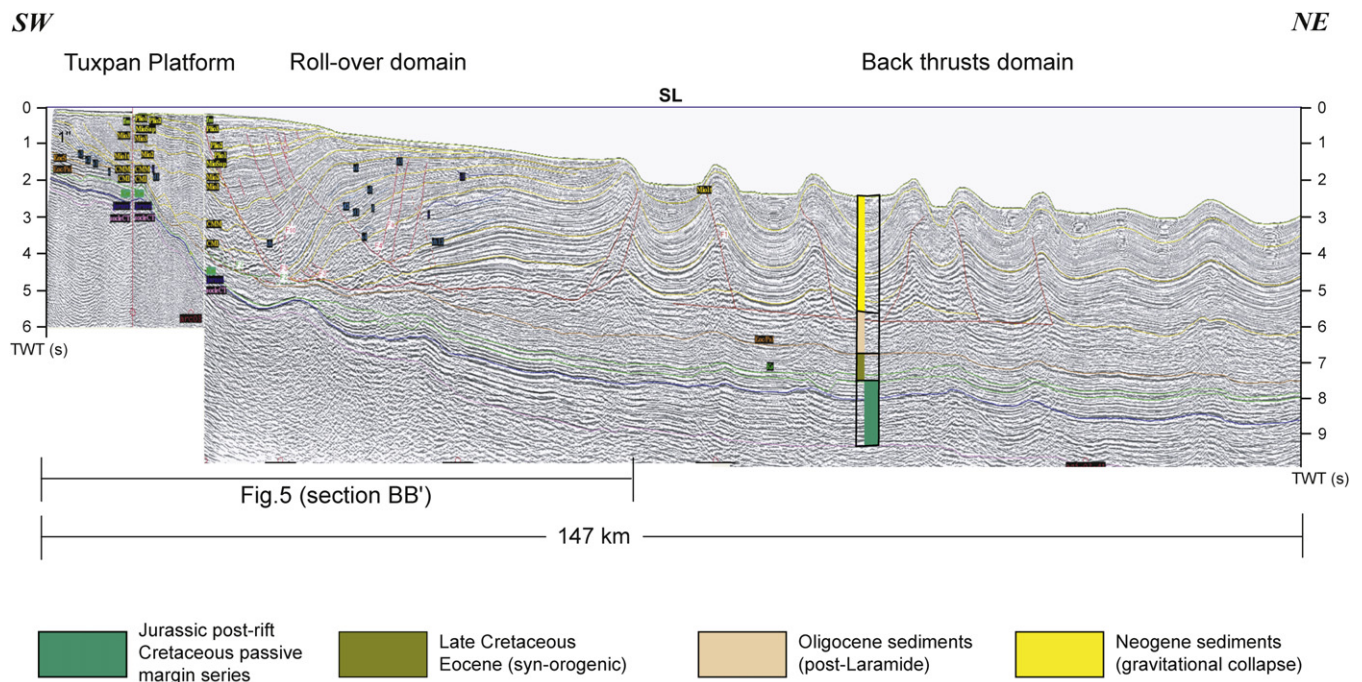 SW
NE
Tuxpan Platform
Roll-over domain
Back thrusts domain
SL
0
1
2
3
4
5
6
TWT (s)
0
1
2
3
4
5
6
7
8
9
TWT (s)
Fig.5 (section BB')
147 km
Jurassic post-rift
Cretaceous passive
margin series
Late Cretaceous
Eocene (syn-orogenic)
Oligocene sediments
(post-Laramide)
Neogene sediments
(gravitational collapse)